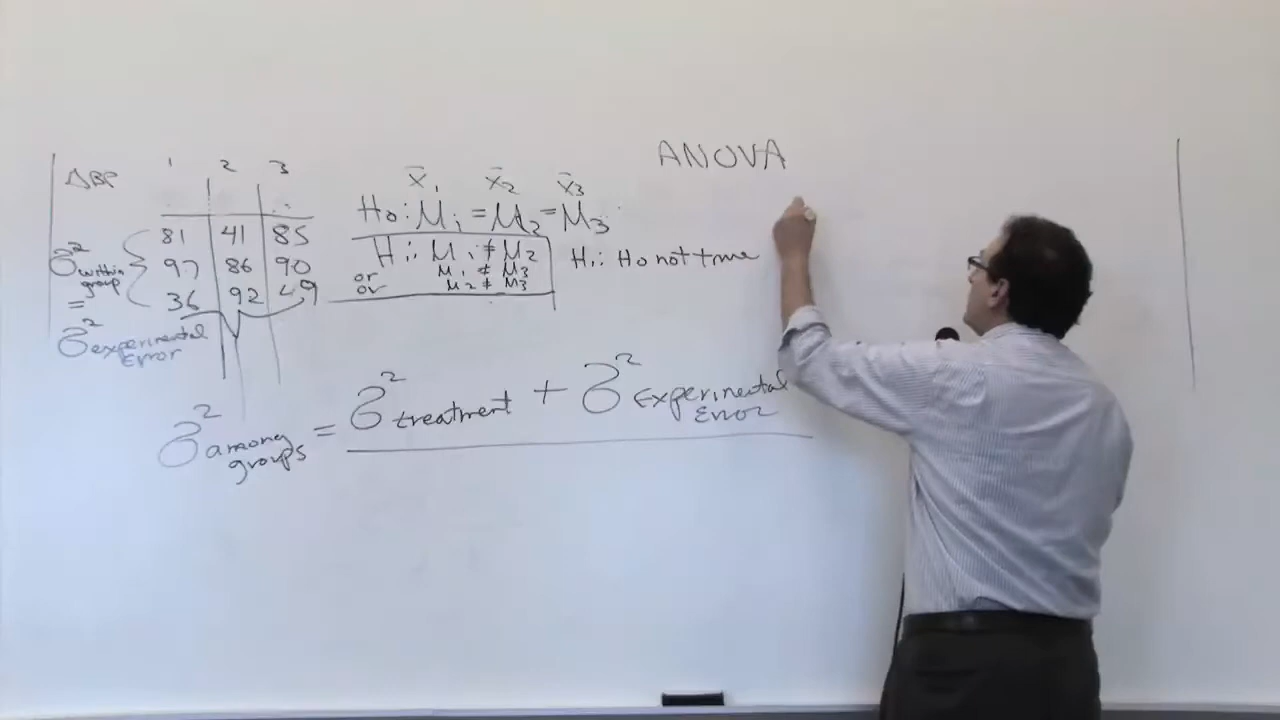 ANOVA
ΔBP 1 2 3
81 41 85
97 86 90
36 92 49
σ² within group
=
σ² experimental Error
x̄₁ x̄₂ x̄₃
H₀: M₁ = M₂ = M₃
H₁: M₁ ≠ M₂
or M₁ ≠ M₃
or M₂ ≠ M₃
H₁: H₀ not true
σ² among groups = σ² treatment + σ² Experimental Error